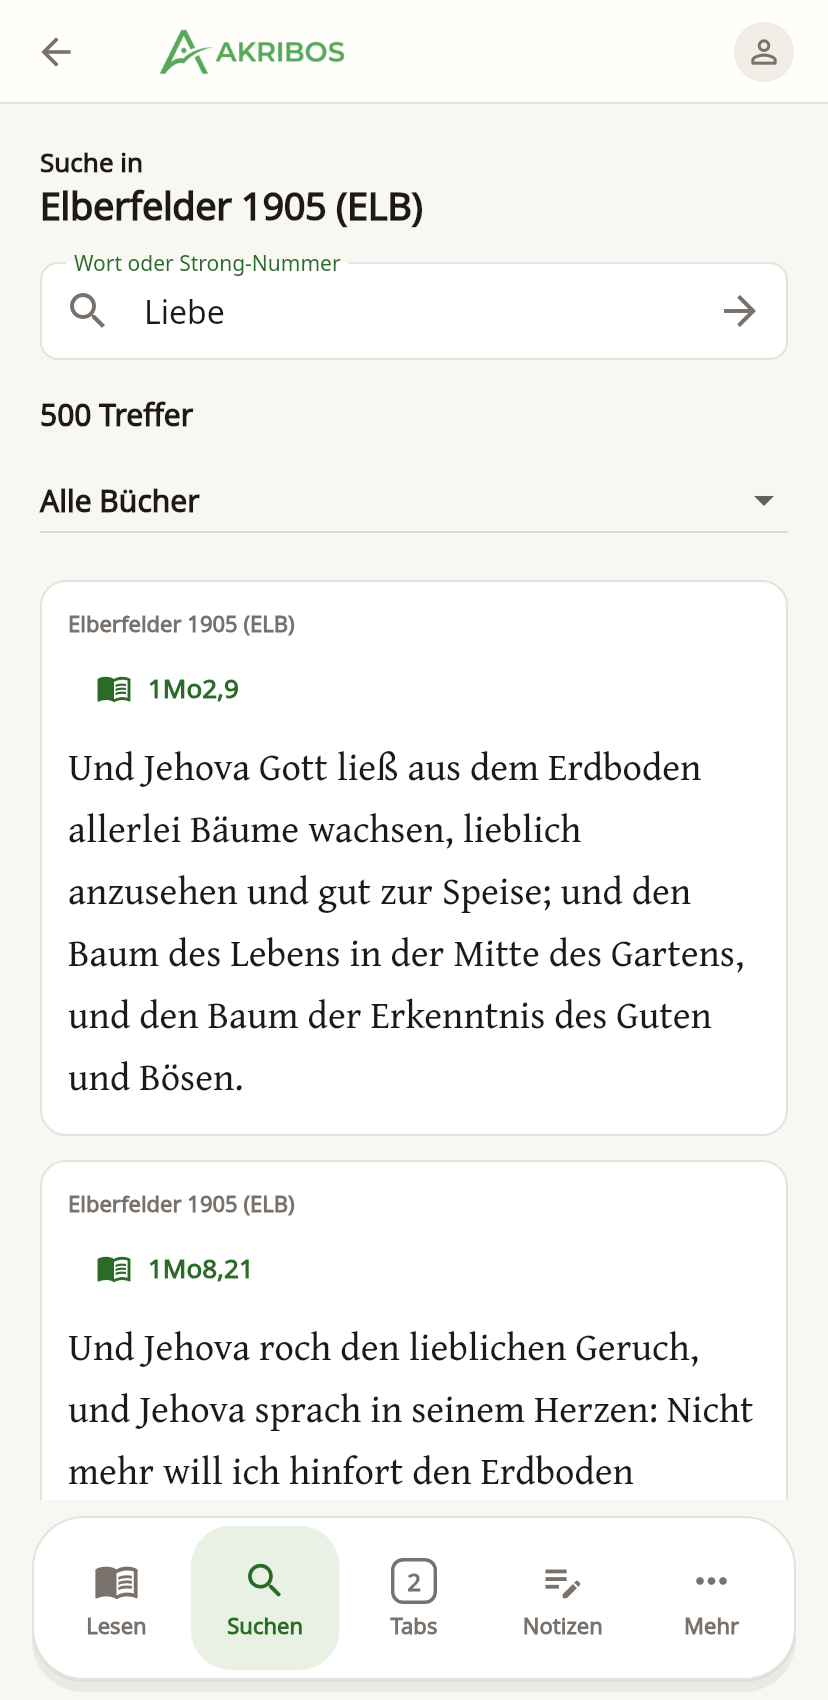 AKRIBOS
Suche in
Elberfelder 1905 (ELB)
Wort oder Strong-Nummer
Liebe
500 Treffer
Alle Bücher
Elberfelder 1905 (ELB)
1Mo2,9
Und Jehova Gott ließ aus dem Erdboden
allerlei Bäume wachsen, lieblich
anzusehen und gut zur Speise; und den
Baum des Lebens in der Mitte des Gartens,
und den Baum der Erkenntnis des Guten
und Bösen.
Elberfelder 1905 (ELB)
1Mo8,21
Und Jehova roch den lieblichen Geruch,
und Jehova sprach in seinem Herzen: Nicht
mehr will ich hinfort den Erdboden
2
Lesen Suchen Tabs Notizen Mehr